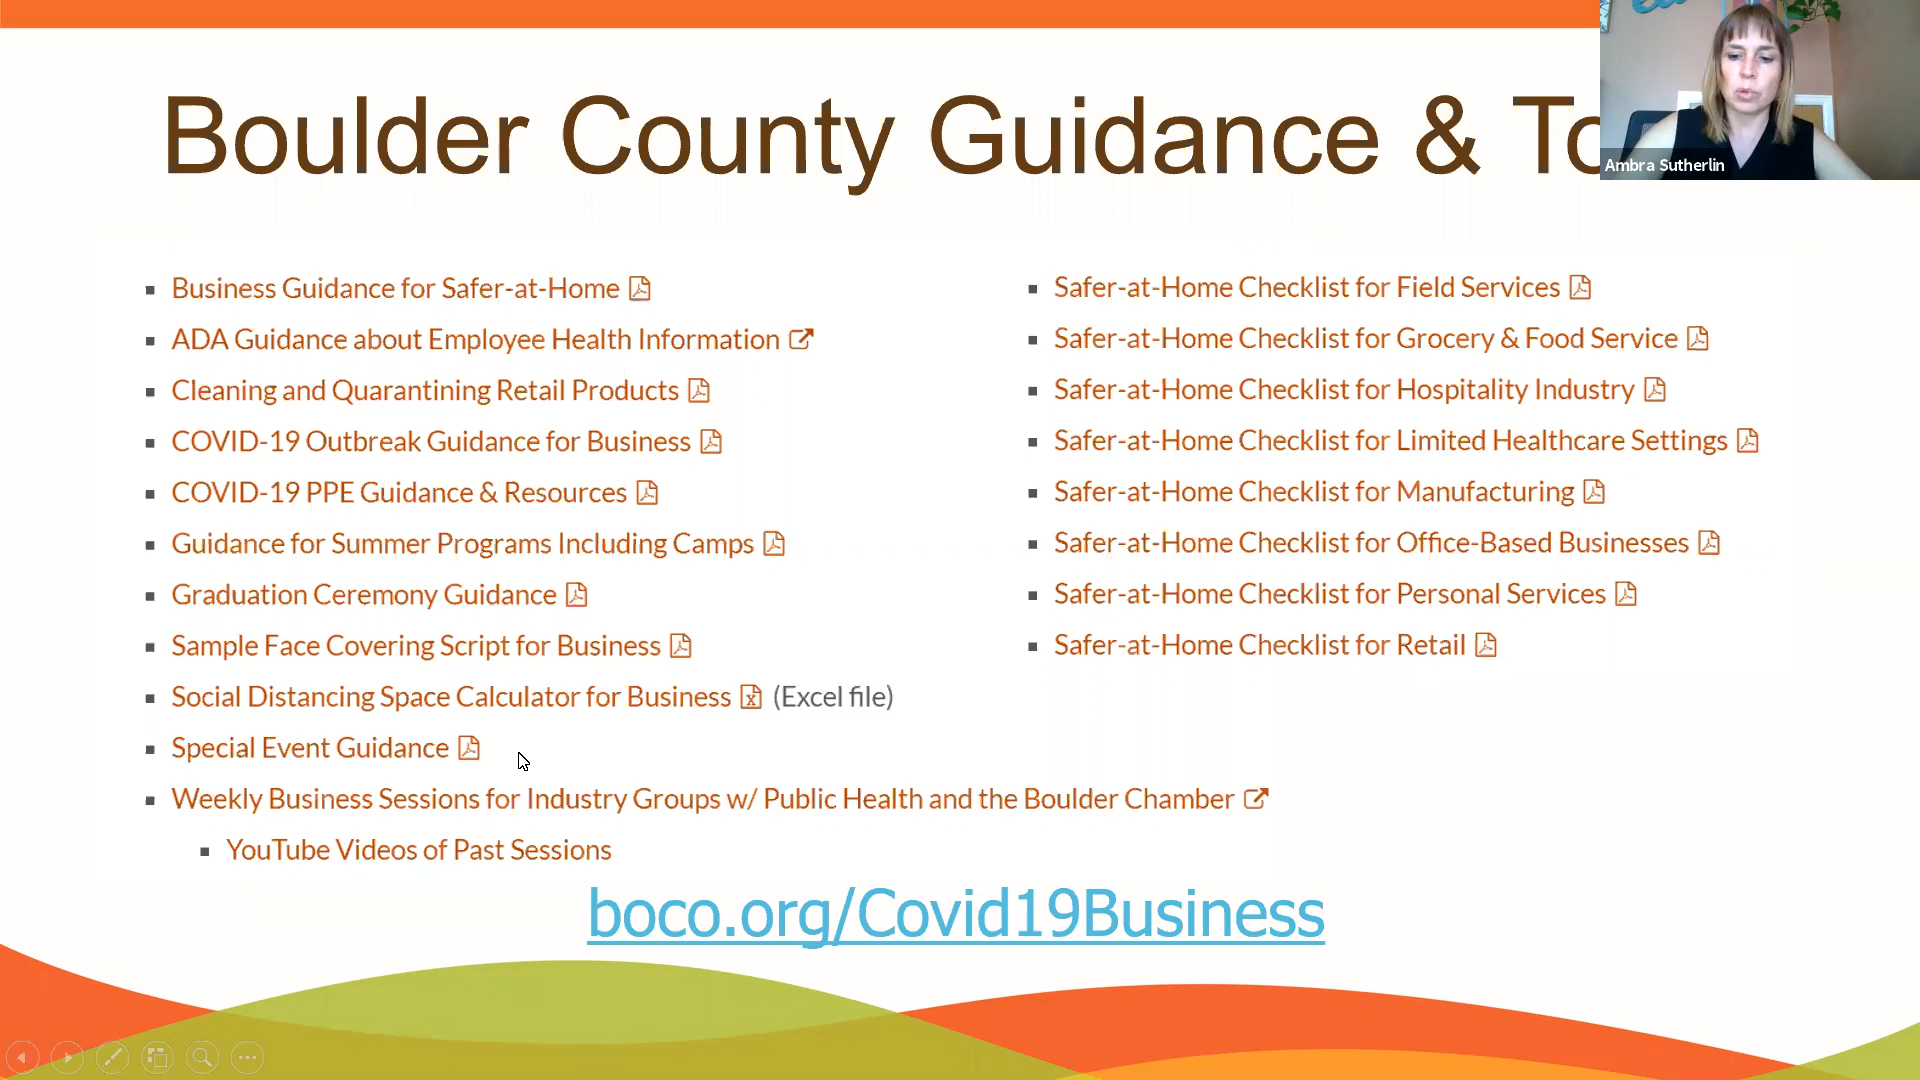 Boulder County Guidance & To
Ambra Sutherlin
Business Guidance for Safer-at-Home
ADA Guidance about Employee Health Information
Cleaning and Quarantining Retail Products
COVID-19 Outbreak Guidance for Business
COVID-19 PPE Guidance & Resources
Guidance for Summer Programs Including Camps
Graduation Ceremony Guidance
Sample Face Covering Script for Business
Social Distancing Space Calculator for Business (Excel file)
Special Event Guidance
Weekly Business Sessions for Industry Groups w/ Public Health and the Boulder Chamber
YouTube Videos of Past Sessions
Safer-at-Home Checklist for Field Services
Safer-at-Home Checklist for Grocery & Food Service
Safer-at-Home Checklist for Hospitality Industry
Safer-at-Home Checklist for Limited Healthcare Settings
Safer-at-Home Checklist for Manufacturing
Safer-at-Home Checklist for Office-Based Businesses
Safer-at-Home Checklist for Personal Services
Safer-at-Home Checklist for Retail
boco.org/Covid19Business